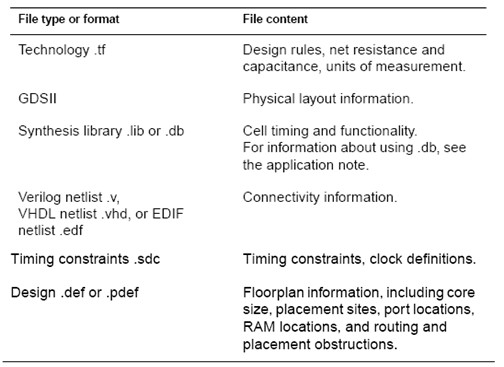 File type or format File content
Technology .tf Design rules, net resistance and
capacitance, units of measurement.
GDSII Physical layout information.
Synthesis library .lib or .db Cell timing and functionality.
For information about using .db, see
the application note.
Verilog netlist .v, Connectivity information.
VHDL netlist .vhd, or EDIF
netlist .edf
Timing constraints .sdc Timing constraints, clock definitions.
Design .def or .pdef Floorplan information, including core
size, placement sites, port locations,
RAM locations, and routing and
placement obstructions.